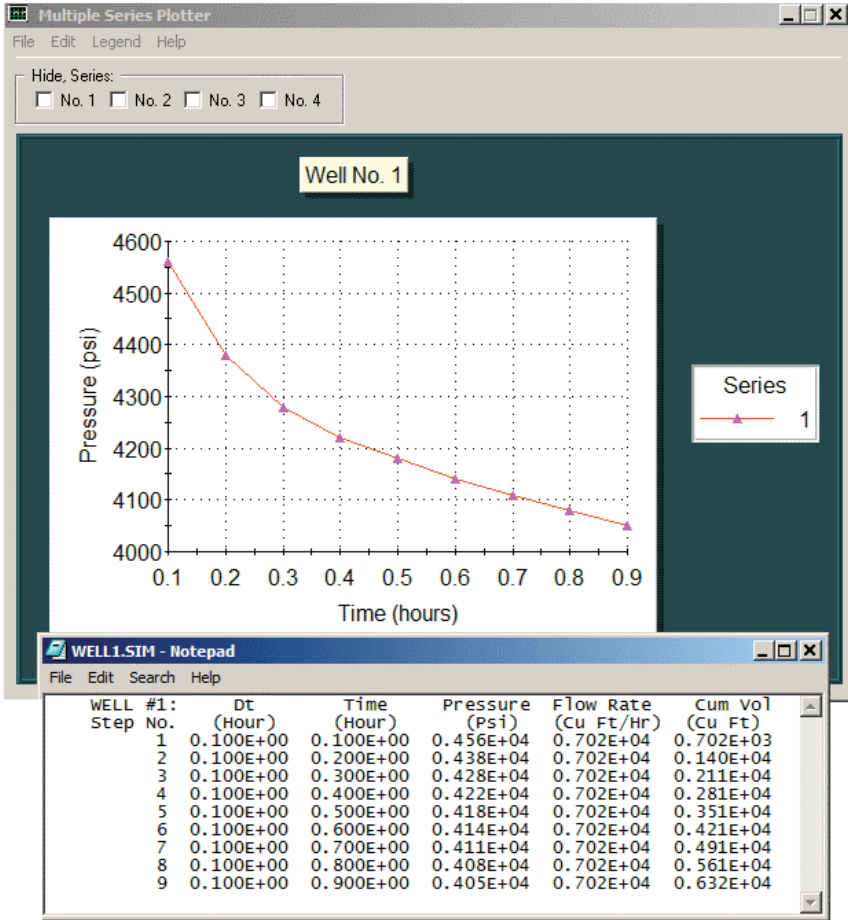 Multiple Series Plotter
File Edit Legend Help
Hide, Series:
No. 1 No. 2 No. 3 No. 4
Well No. 1
4600
4500
4400
4300
4200
4100
4000
Pressure (psi)
0.1 0.2 0.3 0.4 0.5 0.6 0.7 0.8 0.9
Time (hours)
Series
1
WELL1.SIM - Notepad
File Edit Search Help
WELL #1: Dt Time Pressure Flow Rate Cum Vol
Step No. (Hour) (Hour) (Psi) (Cu Ft/Hr) (Cu Ft)
1 0.100E+00 0.100E+00 0.456E+04 0.702E+04 0.702E+03
2 0.100E+00 0.200E+00 0.438E+04 0.702E+04 0.140E+04
3 0.100E+00 0.300E+00 0.428E+04 0.702E+04 0.211E+04
4 0.100E+00 0.400E+00 0.422E+04 0.702E+04 0.281E+04
5 0.100E+00 0.500E+00 0.418E+04 0.702E+04 0.351E+04
6 0.100E+00 0.600E+00 0.414E+04 0.702E+04 0.421E+04
7 0.100E+00 0.700E+00 0.411E+04 0.702E+04 0.491E+04
8 0.100E+00 0.800E+00 0.408E+04 0.702E+04 0.561E+04
9 0.100E+00 0.900E+00 0.405E+04 0.702E+04 0.632E+04